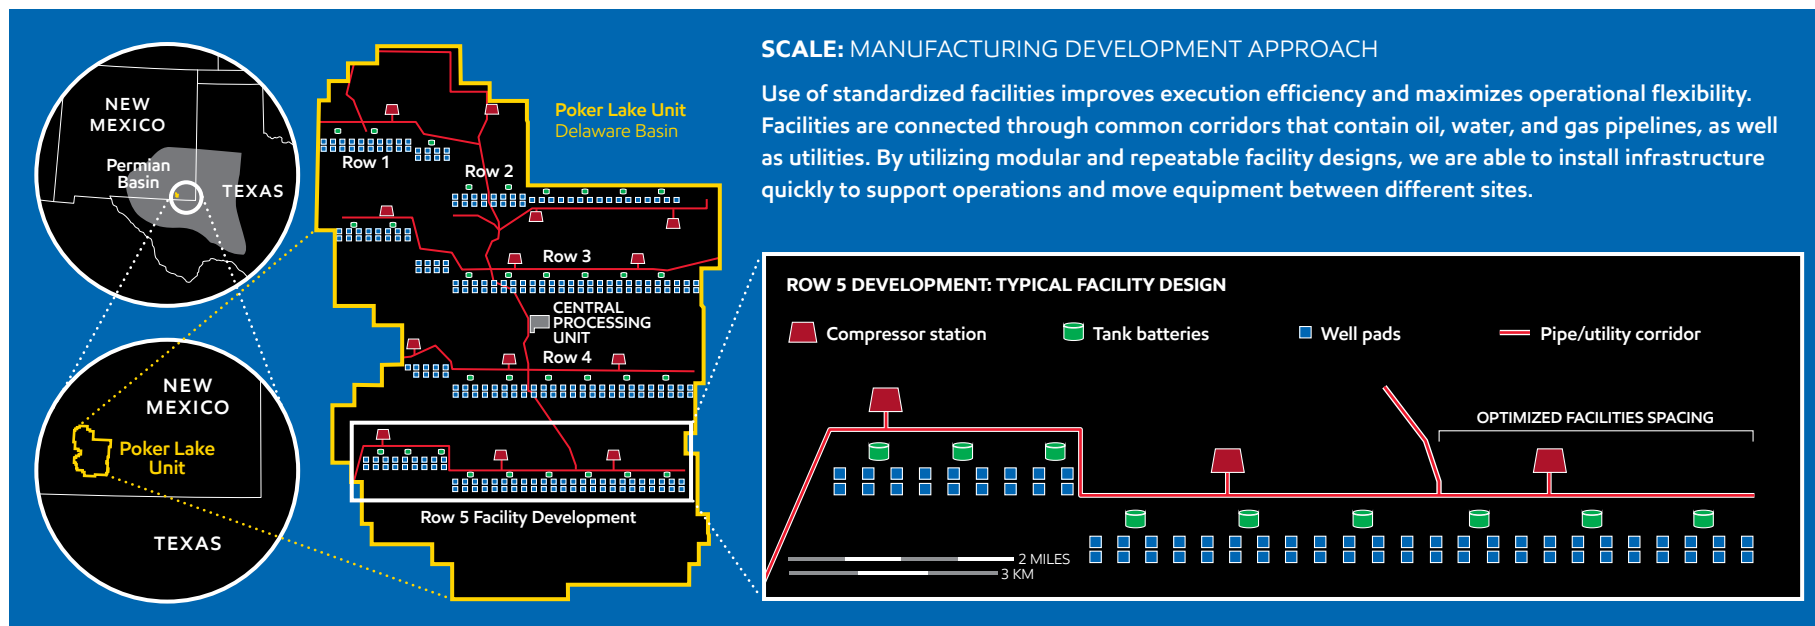 NEW
MEXICO
Permian
Basin
TEXAS
NEW
MEXICO
Poker Lake
Unit
TEXAS
Poker Lake Unit
Delaware Basin
Row 1
Row 2
Row 3
CENTRAL
PROCESSING
UNIT
Row 4
Row 5 Facility Development
SCALE: MANUFACTURING DEVELOPMENT APPROACH
Use of standardized facilities improves execution efficiency and maximizes operational flexibility.
Facilities are connected through common corridors that contain oil, water, and gas pipelines, as well
as utilities. By utilizing modular and repeatable facility designs, we are able to install infrastructure
quickly to support operations and move equipment between different sites.
ROW 5 DEVELOPMENT: TYPICAL FACILITY DESIGN
Compressor station
Tank batteries
Well pads
Pipe/utility corridor
OPTIMIZED FACILITIES SPACING
2 MILES
3 KM